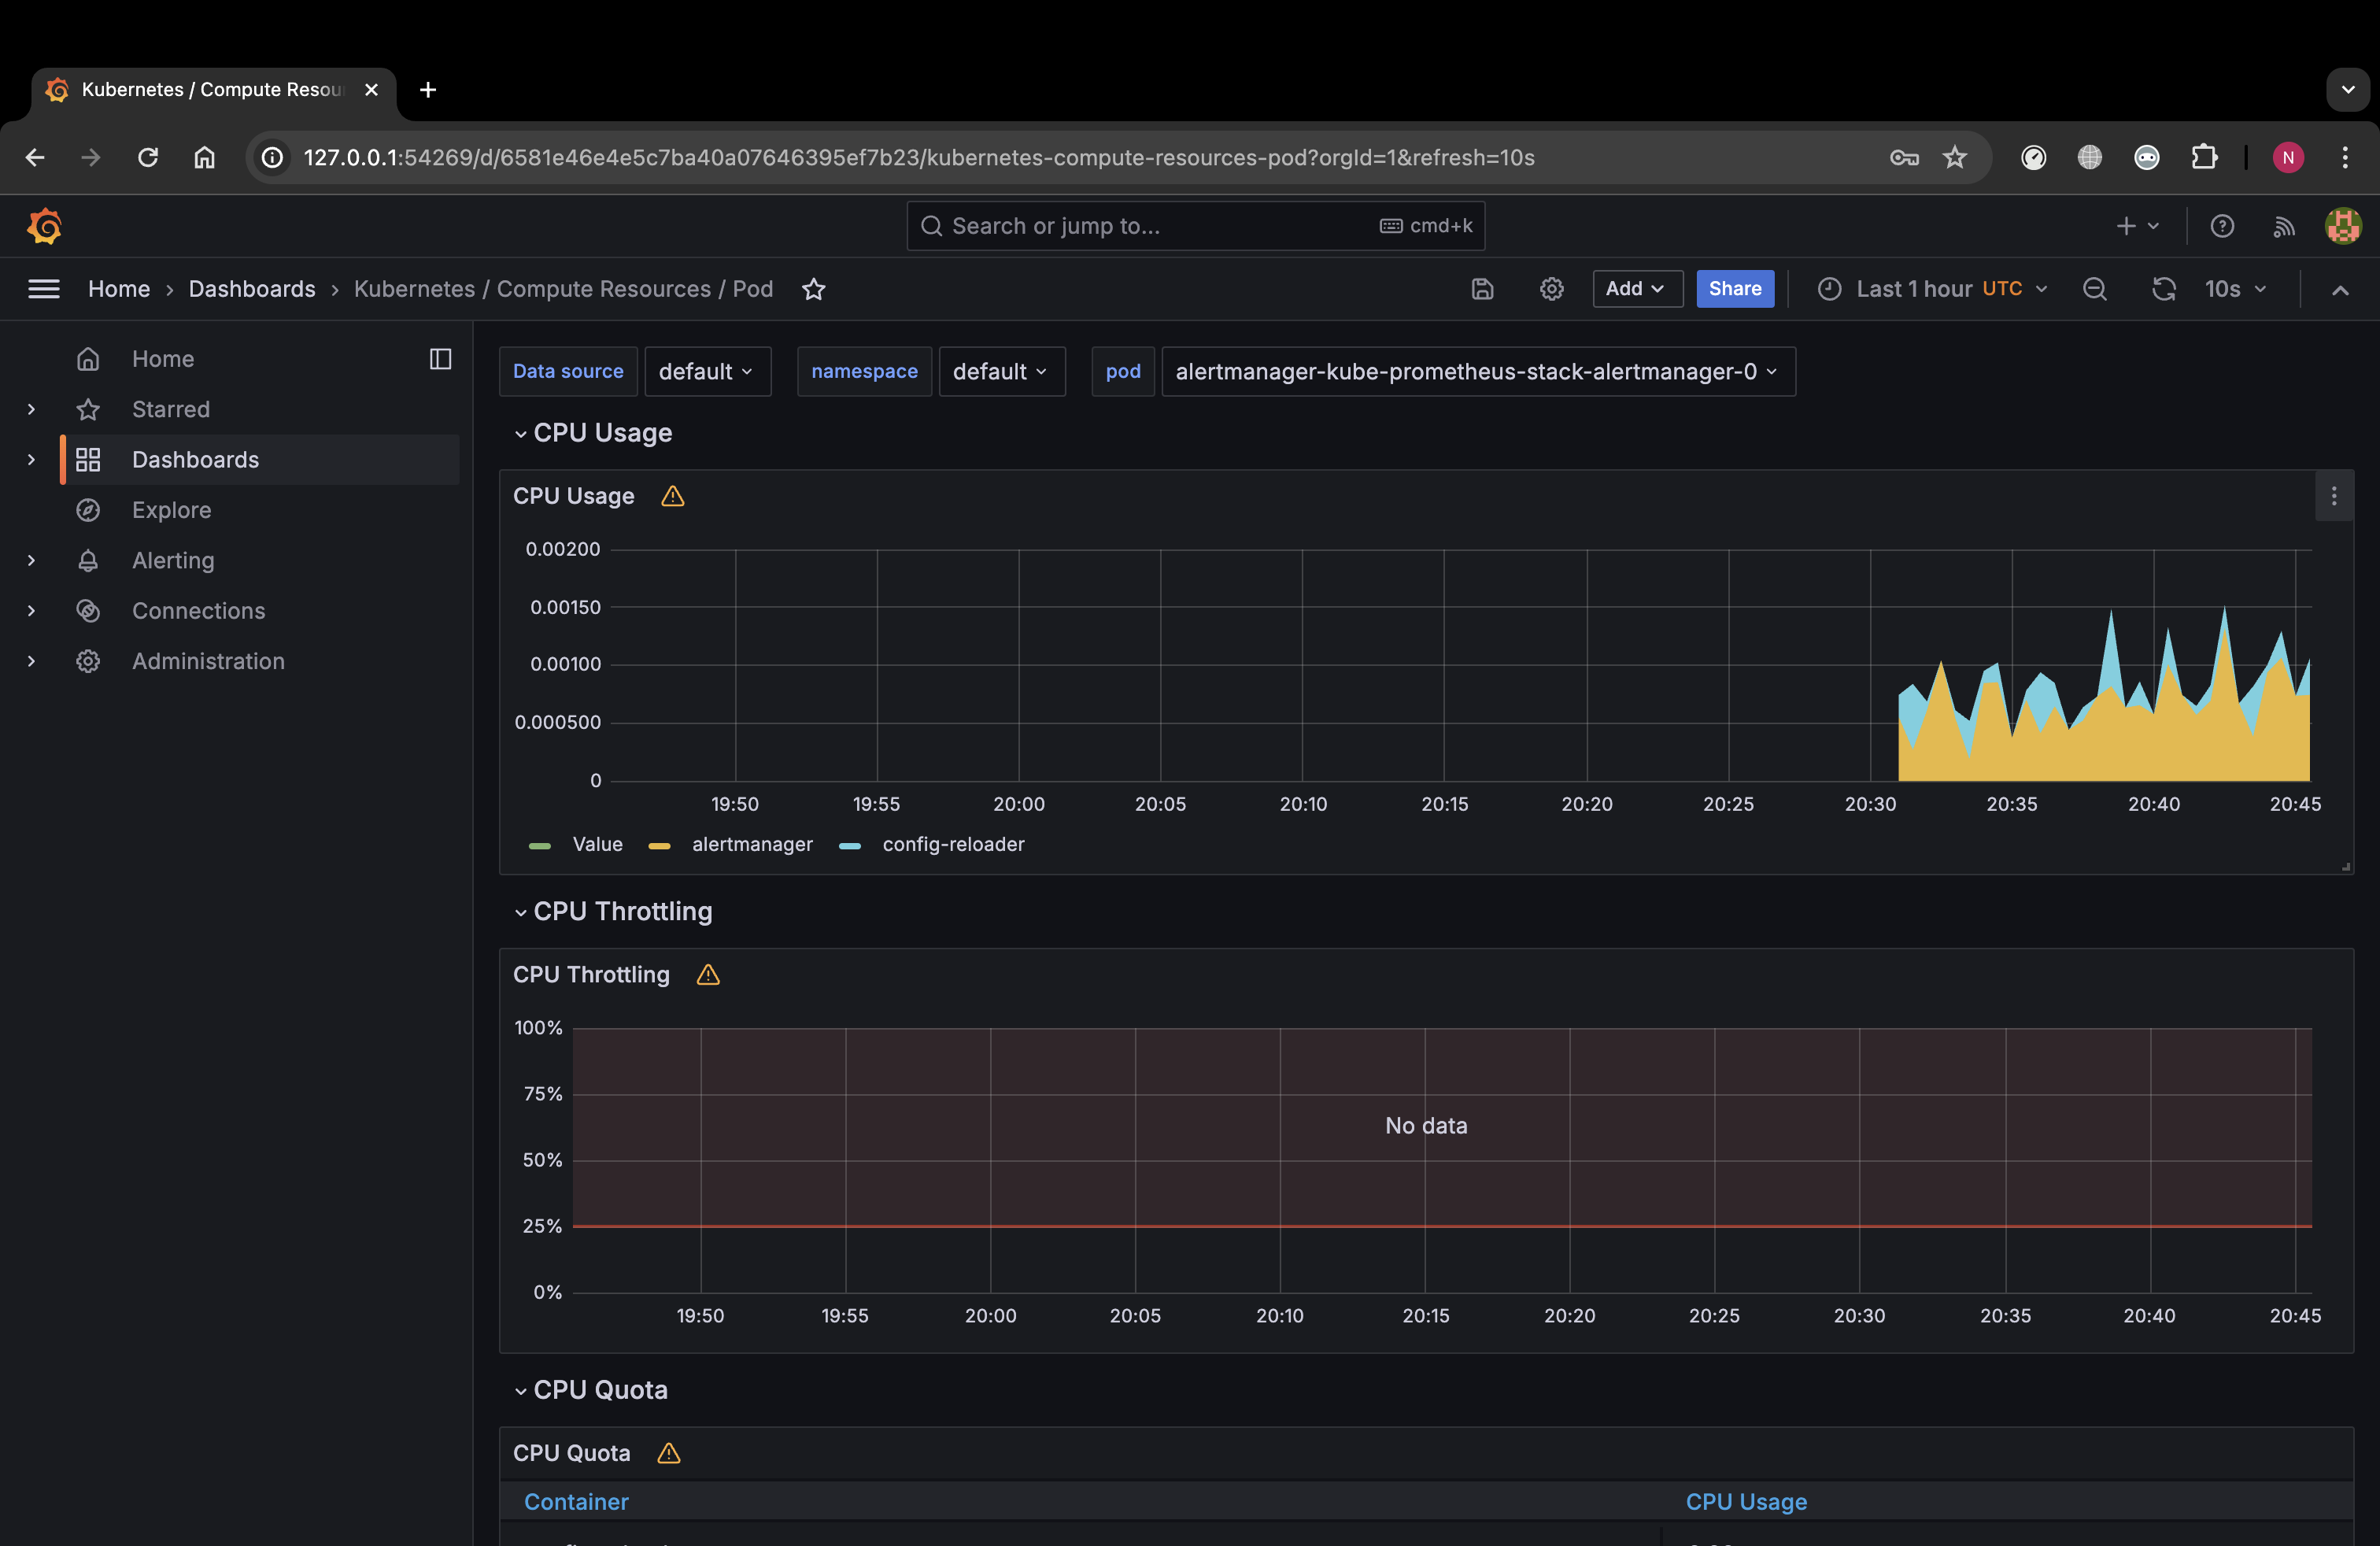 Kubernetes / Compute Resou
127.0.0.1:54269/d/6581e46e4e5c7ba40a07646395ef7b23/kubernetes-compute-resources-pod?orgId=1&refresh=10s
N
Search or jump to...
cmd+k
Home > Dashboards > Kubernetes / Compute Resources / Pod
Add
Share
Last 1 hour UTC
10s
Home
Starred
Dashboards
Explore
Alerting
Connections
Administration
Data source default namespace default pod alertmanager-kube-prometheus-stack-alertmanager-0
CPU Usage
CPU Usage
0.00200
0.00150
0.00100
0.000500
0
19:50 19:55 20:00 20:05 20:10 20:15 20:20 20:25 20:30 20:35 20:40 20:45
Value alertmanager config-reloader
CPU Throttling
CPU Throttling
100%
75%
No data
50%
25%
0%
19:50 19:55 20:00 20:05 20:10 20:15 20:20 20:25 20:30 20:35 20:40 20:45
CPU Quota
CPU Quota
Container CPU Usage